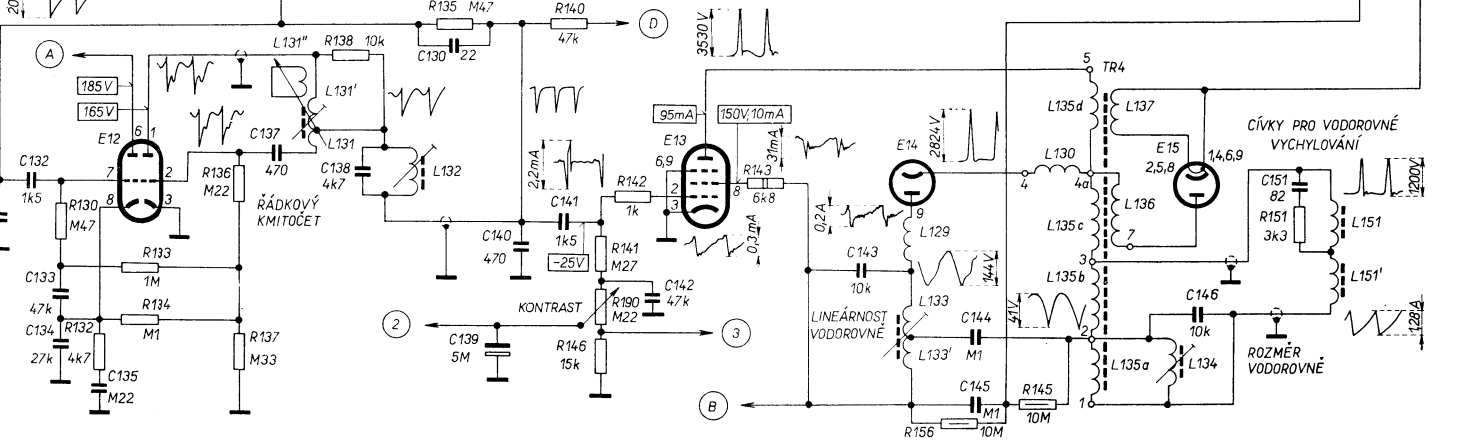 20
R135 M47
C130 22
R140
47k
D
3530V
A
185V
165V
L131"
R138 10k
L131'
L131
E12
6 1
7
2
8
3
C132
1k5
R130
M47
R136
M22
C137
470
ŘÁDKOVÝ
KMITOČET
C138
4k7
L132
R133
1M
C133
47k
C134
27k
R132
4k7
R134
M1
C135
M22
R137
M33
2,2mA
C141
1k5
-25V
C140
470
R142
1k
R141
M27
C142
47k
KONTRAST
R190
M22
2
3
C139
5M
R146
15k
95mA
150V, 10mA
E13
6,9
2
3
8
31mA
R143
6k8
0,3mA
C143
10k
0,2A
E14
9
2824V
L129
144V
L133
L133'
LINEÁRNOST
VODOROVNĚ
C144
M1
C145
M1
R145
10M
R156
10M
B
5
TR4
L135d
L137
L130
4
4a
L136
L135c
7
3
L135b
41V
2
L135a
1
E15
2,5,8
1,4,6,9
CÍVKY PRO VODOROVNÉ
VYCHYLOVÁNÍ
C151
82
R151
3k3
L151
L151'
1200V
1,28A
C146
10k
L134
ROZMĚR
VODOROVNĚ